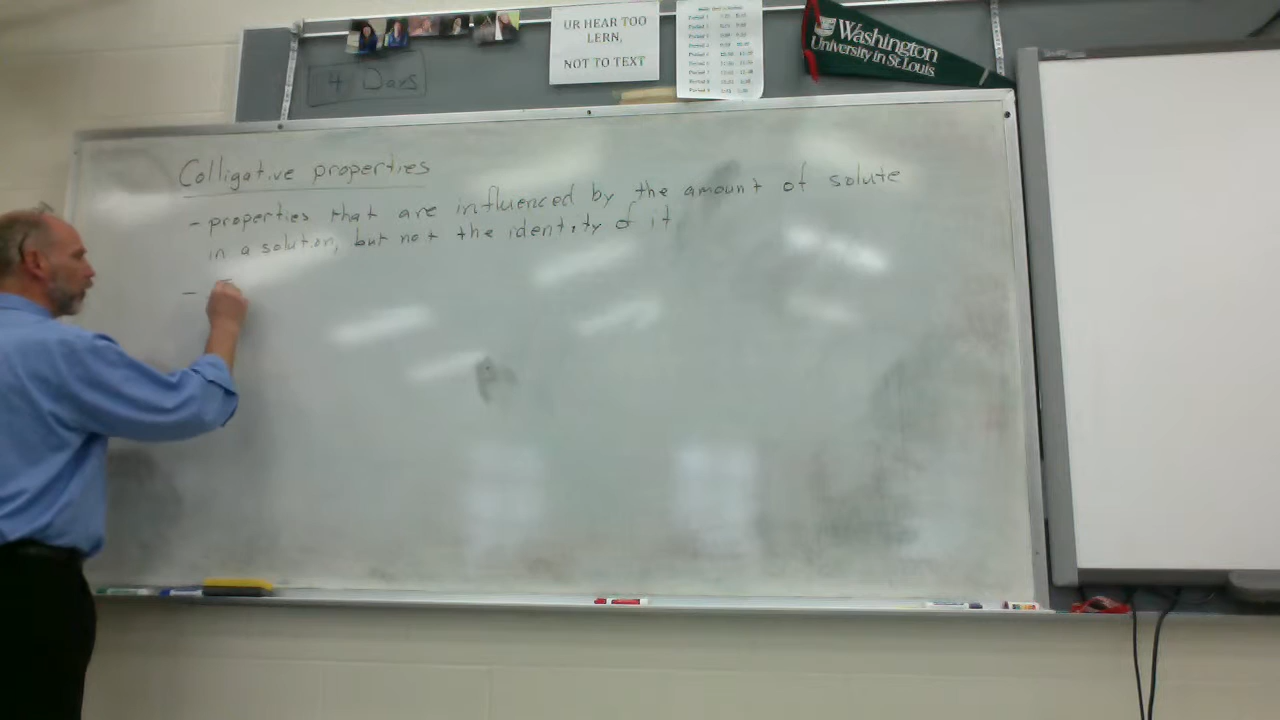 UR HEAR TOO
LERN,
NOT TO TEXT
Washington
University in St.Louis
4 Days
Colligative properties
- properties that are influenced by the amount of solute
in a solution, but not the identity of it
-